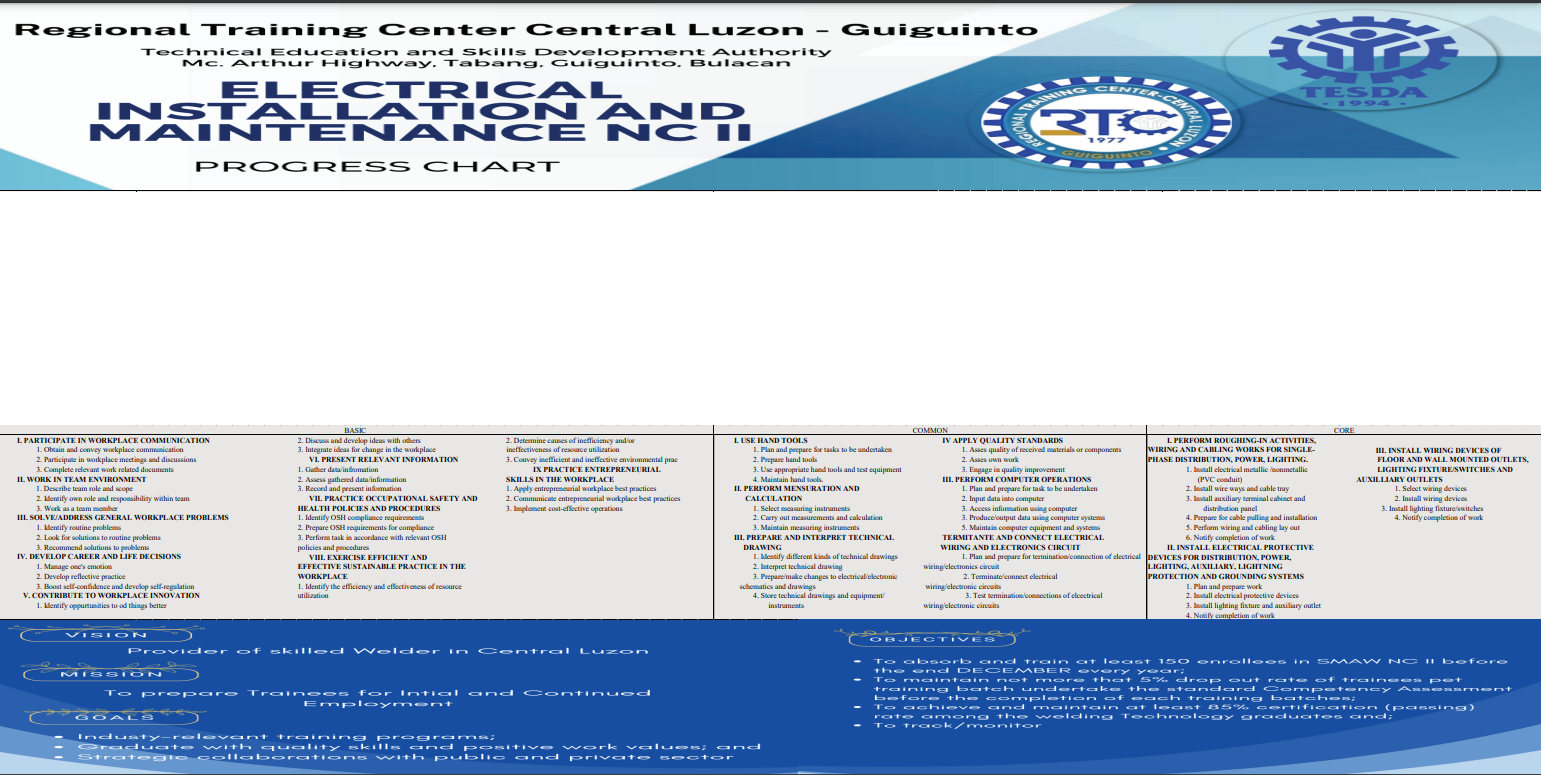 Regional Training Center Central Luzon - Guiguinto
Technical Education and Skills Development Authority
Mc. Arthur Highway, Tabang, Guiguinto, Bulacan
ELECTRICAL
INSTALLATION AND
MAINTENANCE NC II
PROGRESS CHART
REGIONAL TRAINING CENTER-CENTRAL LUZON
RTC
1977
GUIGUINTO
TESDA
1994
BASIC
I. PARTICIPATE IN WORKPLACE COMMUNICATION
1. Obtain and convey workplace communication
2. Participate in workplace meetings and discussions
3. Complete relevant work related documents
II. WORK IN TEAM ENVIRONMENT
1. Describe team role and scope
2. Identify own role and responsibility within team
3. Work as a team member
III. SOLVE/ADDRESS GENERAL WORKPLACE PROBLEMS
1. Identify routine problems
2. Look for solutions to routine problems
3. Recommend solutions to problems
IV. DEVELOP CAREER AND LIFE DECISIONS
1. Manage one's emotion
2. Develop reflective practice
3. Boost self-confidence and develop self-regulation
V. CONTRIBUTE TO WORKPLACE INNOVATION
1. Identify oppurtunities to od things better
2. Discuss and develop ideas with others
3. Integrate ideas for change in the workplace
VI. PRESENT RELEVANT INFORMATION
1. Gather data/infromation
2. Assess gathered data/information
3. Record and present information
VII. PRACTICE OCCUPATIONAL SAFETY AND
HEALTH POLICIES AND PROCEDURES
1. Identify OSH compliance requirements
2. Prepare OSH requirements for compliance
3. Perform task in accordance with relevant OSH
policies and procedures
VIII. EXERCISE EFFICIENT AND
EFFECTIVE SUSTAINABLE PRACTICE IN THE
WORKPLACE
1. Identify the efficiency and effectiveness of resource
utilization
2. Determine causes of inefficiency and/or
ineffectiveness of resource utilization
3. Convey inefficient and ineffective environmental prac
IX PRACTICE ENTREPRENEURIAL
SKILLS IN THE WORKPLACE
1. Apply entrepreneurial workplace best practices
2. Communicate entrepreneurial workplace best practices
3. Implement cost-effective operations
COMMON
I. USE HAND TOOLS
1. Plan and prepare for tasks to be undertaken
2. Prepare hand tools
3. Use appropriate hand tools and test equipment
4. Maintain hand tools.
II. PERFORM MENSURATION AND
CALCULATION
1. Select measuring instruments
2. Carry out measurements and calculation
3. Maintain measuring instruments
III. PREPARE AND INTERPRET TECHNICAL
DRAWING
1. Identify different kinds of technical drawings
2. Interpret technical drawing
3. Prepare/make changes to electrical/electronic
schematics and drawings
4. Store technical drawings and equipment/
instruments
IV APPLY QUALITY STANDARDS
1. Asses quality of received materials or components
2. Asses own work
3. Engage in quality improvement
III. PERFORM COMPUTER OPERATIONS
1. Plan and prepare for task to be undertaken
2. Input data into computer
3. Access information using computer
3. Produce/output data using computer systems
5. Maintain computer equipment and systems
TERMITANTE AND CONNECT ELECTRICAL
WIRING AND ELECTRONICS CIRCUIT
1. Plan and prepare for termination/connection of electrical
wiring/electronics circuit
2. Terminate/connect electrical
wiring/electronic circuits
3. Test termination/connections of elcectrical
wiring/electronic circuits
CORE
I. PERFORM ROUGHING-IN ACTIVITIES,
WIRING AND CABLING WORKS FOR SINGLE-
PHASE DISTRIBUTION, POWER, LIGHTING.
1. Install electrical metallic /nonmetallic
(PVC conduit)
2. Install wire ways and cable tray
3. Install auxiliary terminal cabinet and
distribution panel
4. Prepare for cable pulling and installation
5. Perform wiring and cabling lay out
6. Notify completion of work
II. INSTALL ELECTRICAL PROTECTIVE
DEVICES FOR DISTRIBUTION, POWER,
LIGHTING, AUXILIARY, LIGHTNING
PROTECTION AND GROUNDING SYSTEMS
1. Plan and prepare work
2. Install electrical protective devices
3. Install lighting fixture and auxiliary outlet
4. Notify completion of work
III. INSTALL WIRING DEVICES OF
FLOOR AND WALL MOUNTED OUTLETS,
LIGHTING FIXTURE/SWITCHES AND
AUXILLIARY OUTLETS
1. Select wiring devices
2. Install wiring devices
3. Install lighting fixture/switches
4. Notify completion of work
VISION
Provider of skilled Welder in Central Luzon
MISSION
To prepare Trainees for Intial and Continued
Employment
GOALS
• Industy-relevant training programs;
• Graduate with quality skills and positive work values; and
• Strategic collaborations with public and private sector
OBJECTIVES
• To absorb and train at least 150 enrollees in SMAW NC II before
the end DECEMBER every year;
• To maintain not more that 5% drop out rate of trainees pet
training batch undertake the standard Competency Assessment
before the completion of each training batches;
• To achieve and maintain at least 85% certification (passing)
rate among the welding Technology graduates and;
• To track/monitor